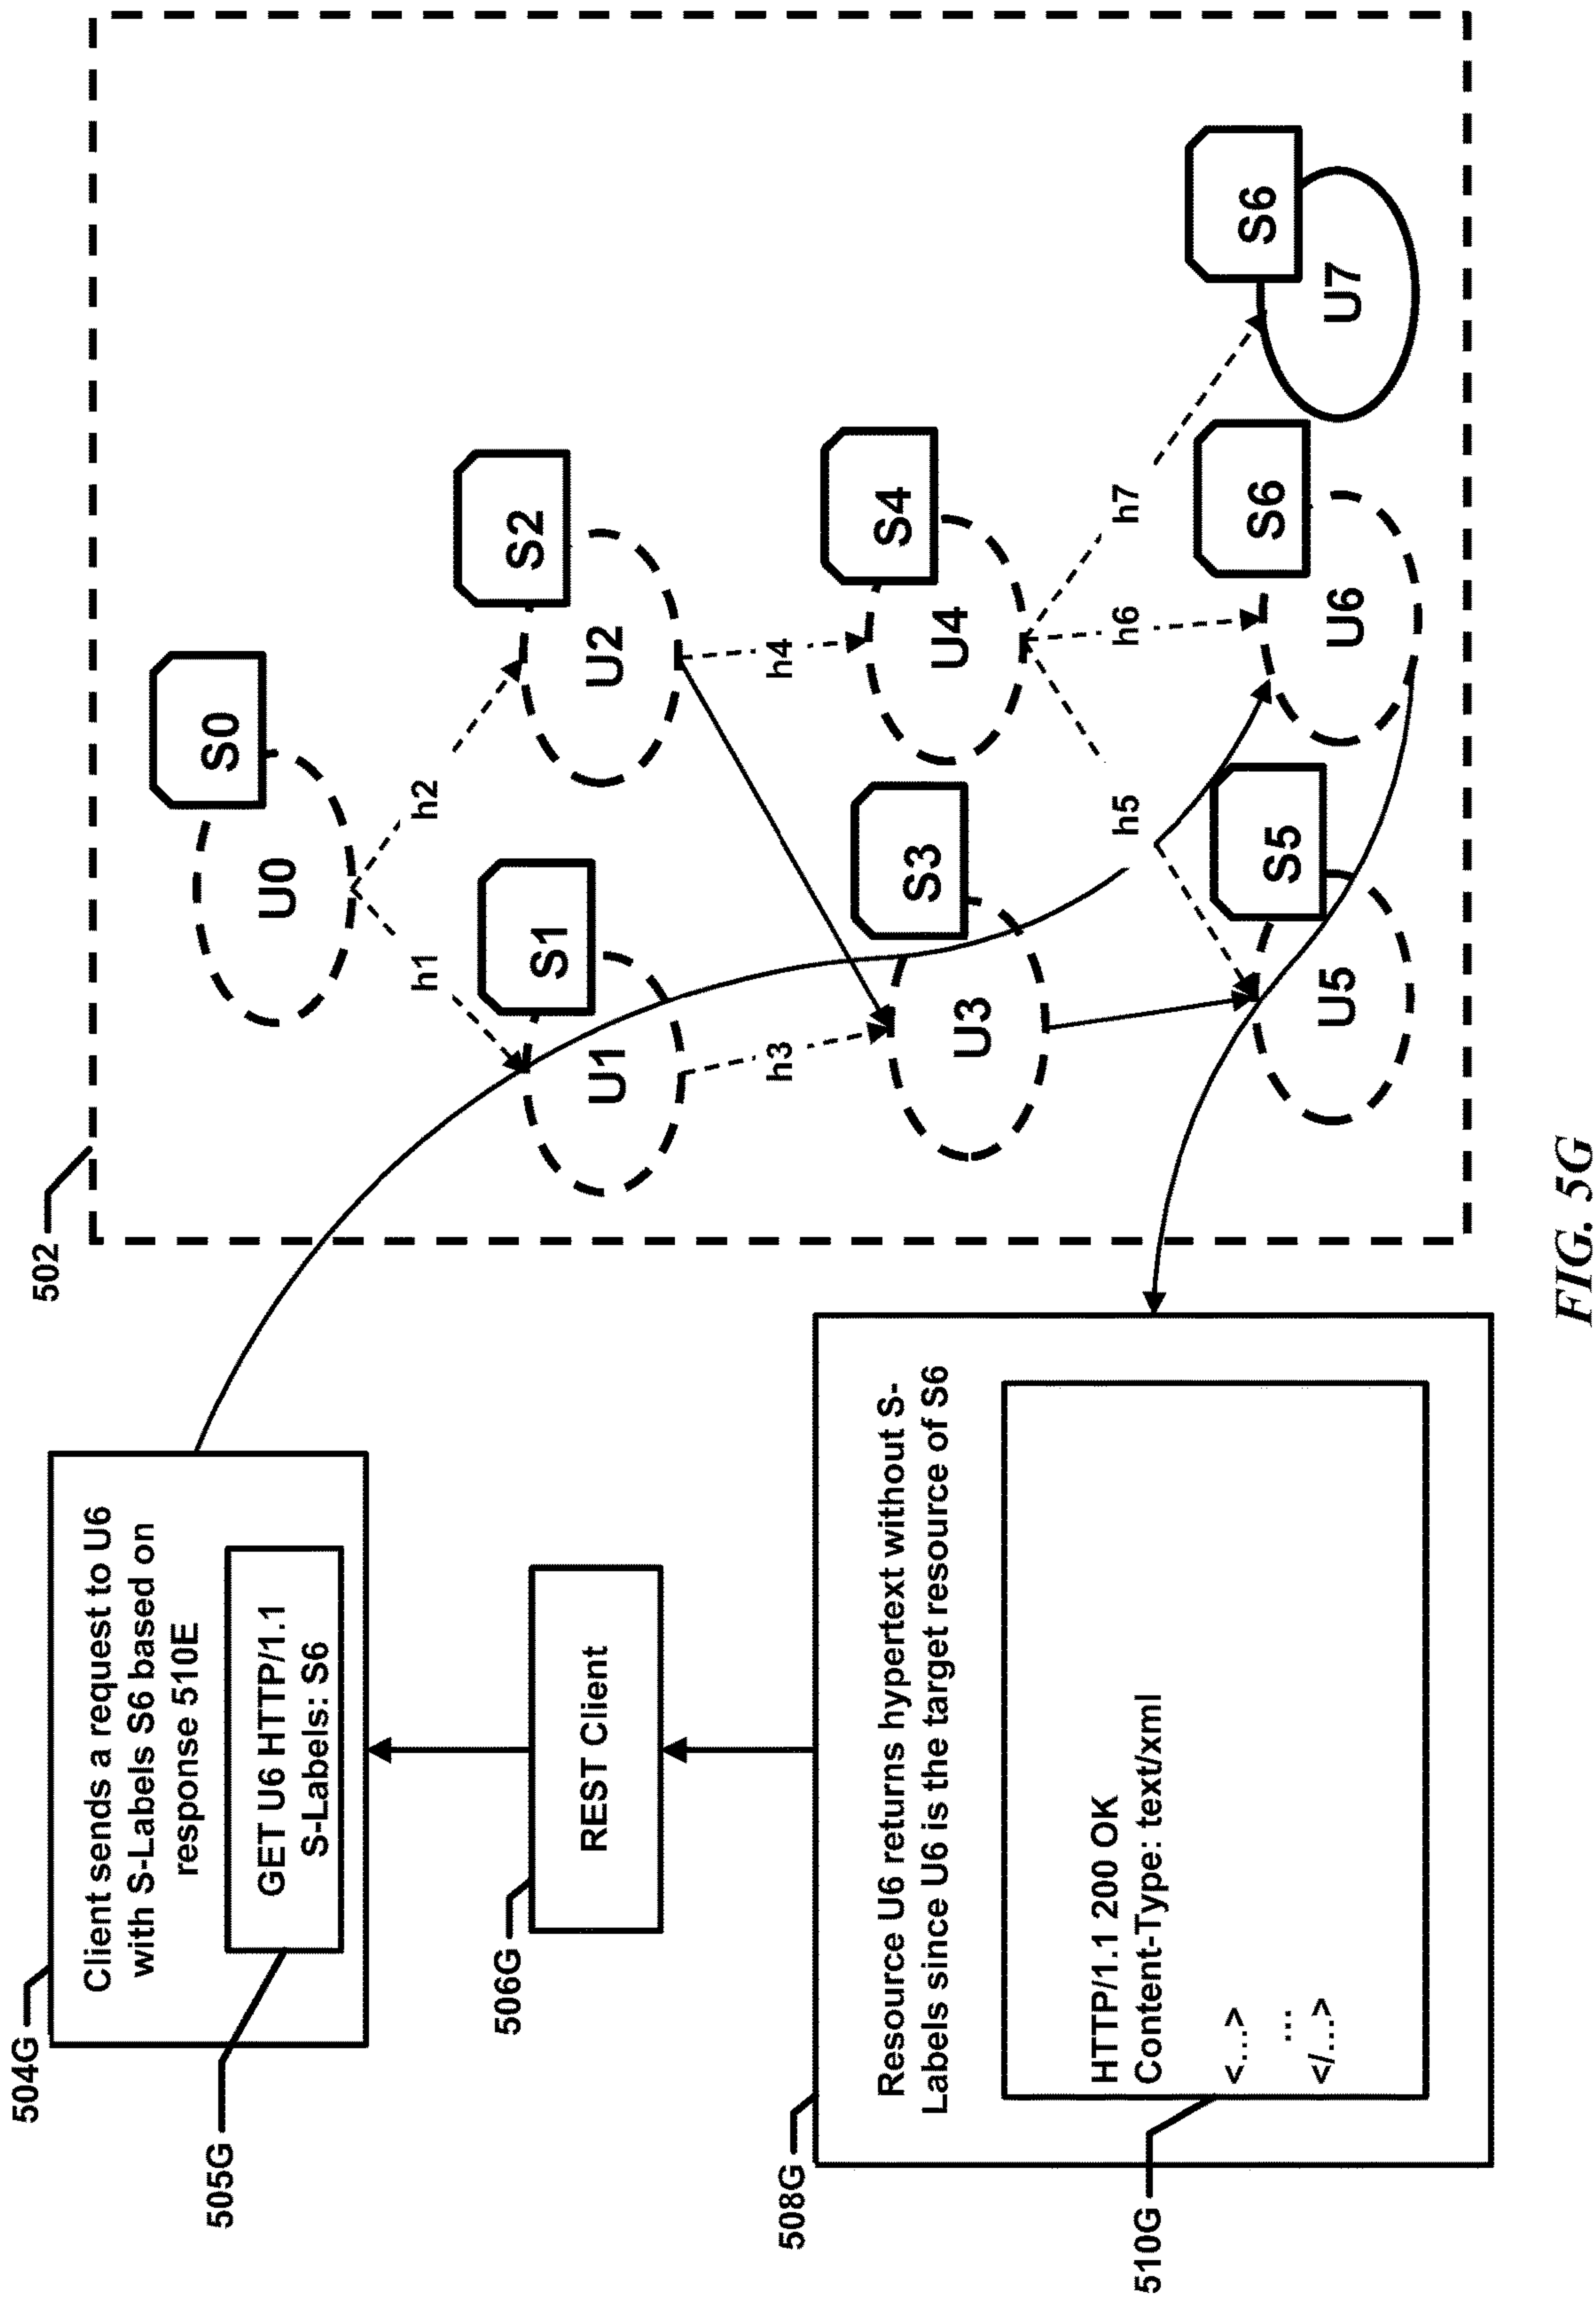 504G
Client sends a request to U6
with S-Labels S6 based on
response 510E
505G
GET U6 HTTP/1.1
S-Labels: S6
506G
REST Client
508G
Resource U6 returns hypertext without S-
Labels since U6 is the target resource of S6
510G
HTTP/1.1 200 OK
Content-Type: text/xml
<...>
...
</...>
502
U0
S0
h1
h2
U1
S1
U2
S2
h3
h4
U3
S3
U4
S4
h5
h6
h7
U5
S5
U6
S6
U7
S6
FIG. 5G